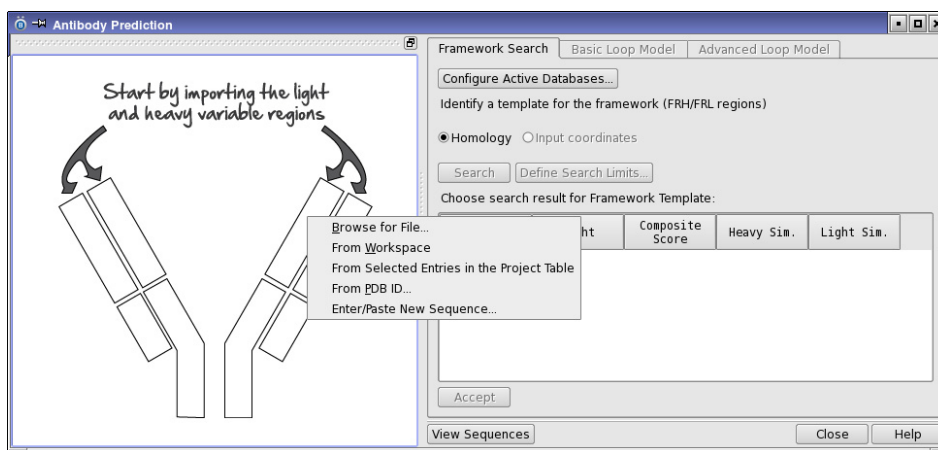 Antibody Prediction
Start by importing the light
and heavy variable regions
Framework Search Basic Loop Model Advanced Loop Model
Configure Active Databases...
Identify a template for the framework (FRH/FRL regions)
Homology Input coordinates
Search Define Search Limits...
Choose search result for Framework Template:
Composite Score Heavy Sim. Light Sim.
Browse for File...
From Workspace
From Selected Entries in the Project Table
From PDB ID...
Enter/Paste New Sequence...
Accept
View Sequences Close Help